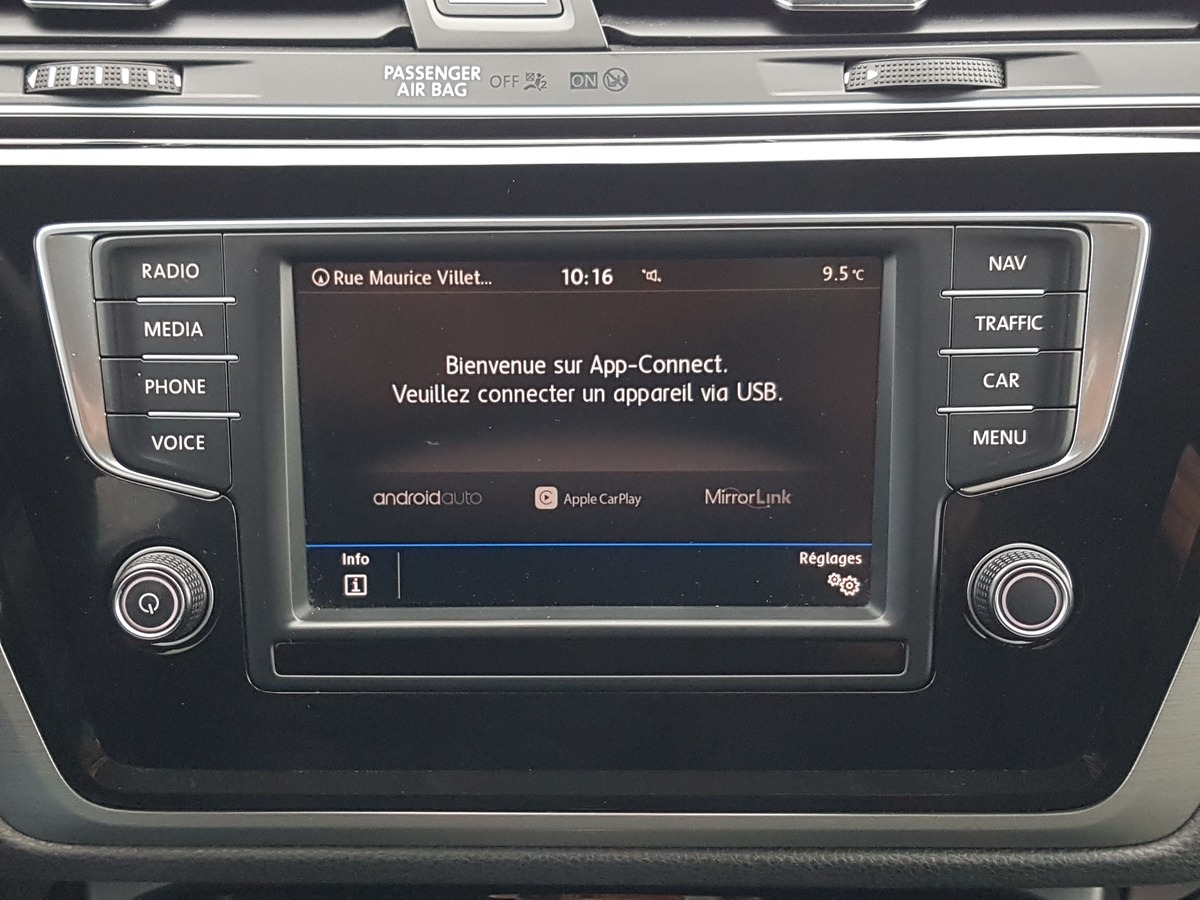 PASSENGER
AIR BAG
OFF
2
ON
RADIO
MEDIA
PHONE
VOICE
Rue Maurice Villet...
10:16
9.5°C
Bienvenue sur App-Connect.
Veuillez connecter un appareil via USB.
androidauto
Apple CarPlay
MirrorLink
Info
i
Réglages
NAV
TRAFFIC
CAR
MENU